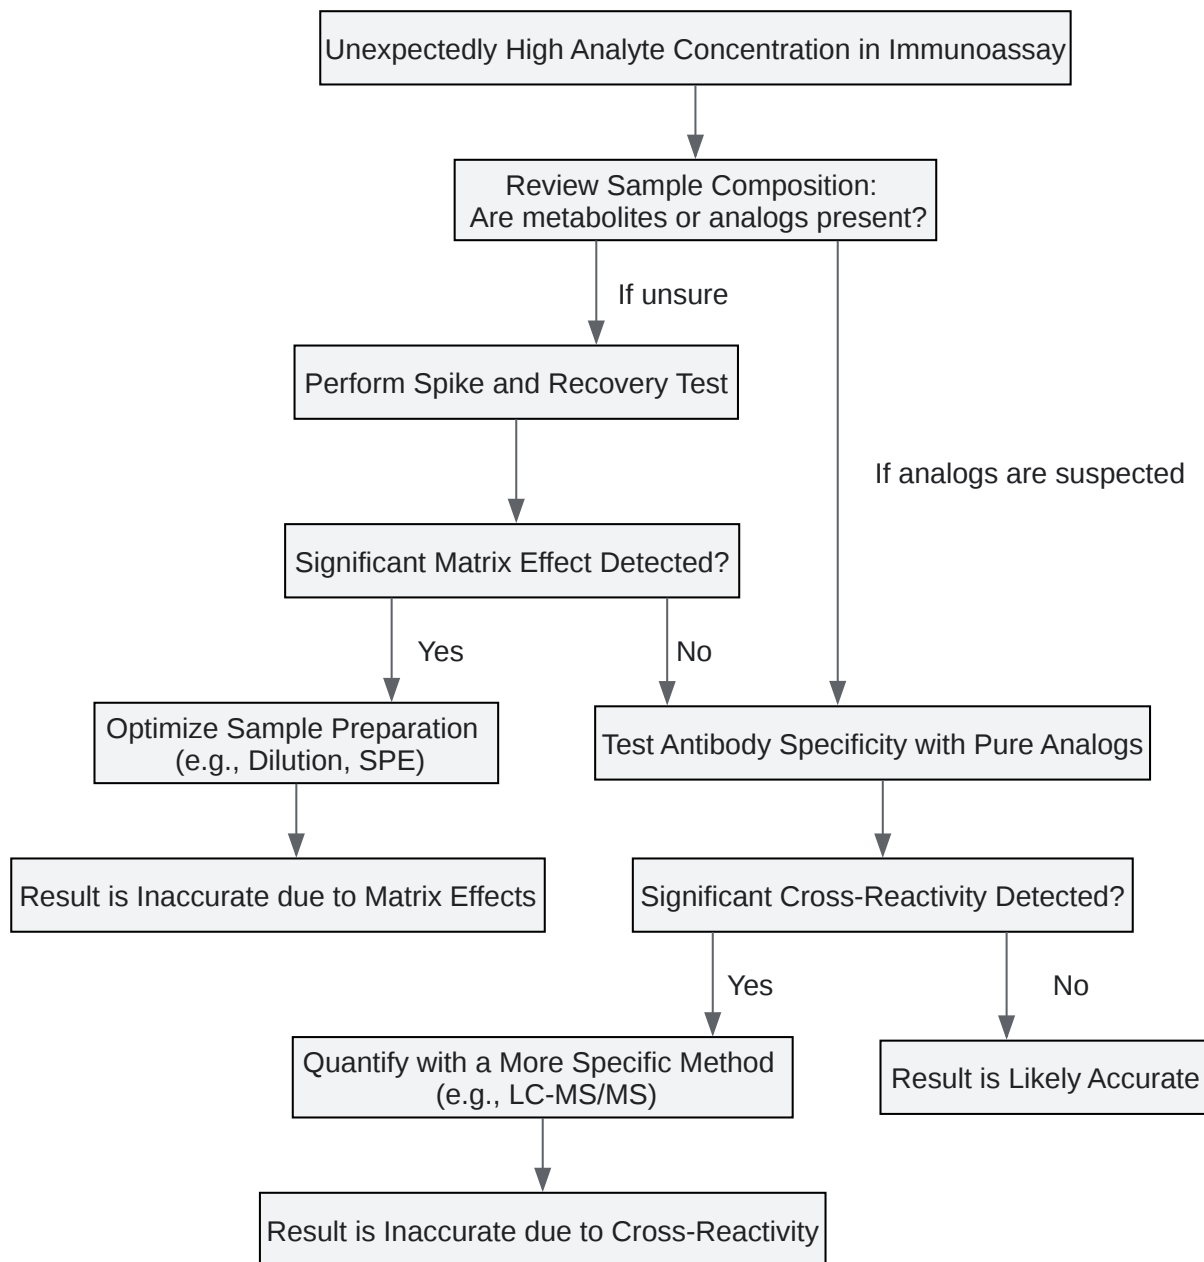 Unexpectedly High Analyte Concentration in Immunoassay
Review Sample Composition:
Are metabolites or analogs present?
If unsure
Perform Spike and Recovery Test
If analogs are suspected
Significant Matrix Effect Detected?
Yes
No
Optimize Sample Preparation
(e.g., Dilution, SPE)
Test Antibody Specificity with Pure Analogs
Result is Inaccurate due to Matrix Effects
Significant Cross-Reactivity Detected?
Yes
No
Quantify with a More Specific Method
(e.g., LC-MS/MS)
Result is Likely Accurate
Result is Inaccurate due to Cross-Reactivity